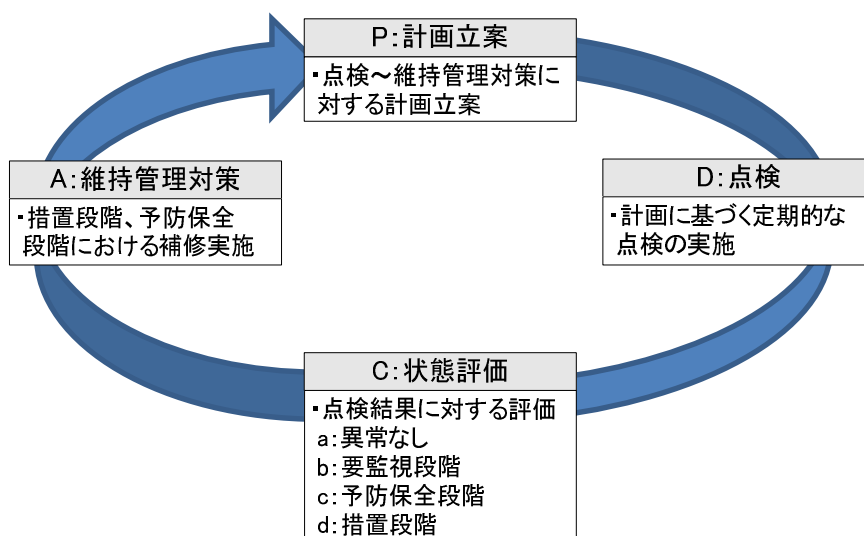 P:計画立案
・点検～維持管理対策に
対する計画立案
A:維持管理対策
・措置段階、予防保全
段階における補修実施
D:点検
・計画に基づく定期的な
点検の実施
C:状態評価
・点検結果に対する評価
a:異常なし
b:要監視段階
c:予防保全段階
d:措置段階